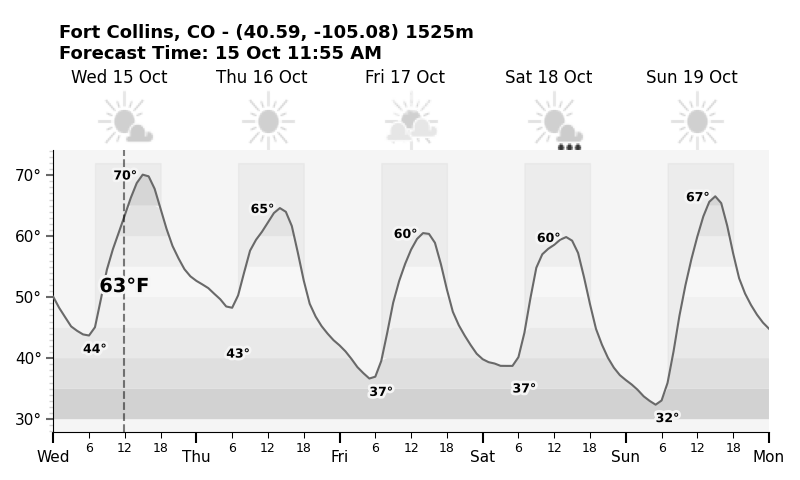 Fort Collins, CO - (40.59, -105.08) 1525m
Forecast Time: 15 Oct 11:55 AM
Wed 15 Oct Thu 16 Oct Fri 17 Oct Sat 18 Oct Sun 19 Oct
70°
70°
67°
65°
60°
60°
60°
63°F
50°
44°
43°
40°
37°
37°
32°
30°
6 12 18 6 12 18 6 12 18 6 12 18 6 12 18
Wed Thu Fri Sat Sun Mon